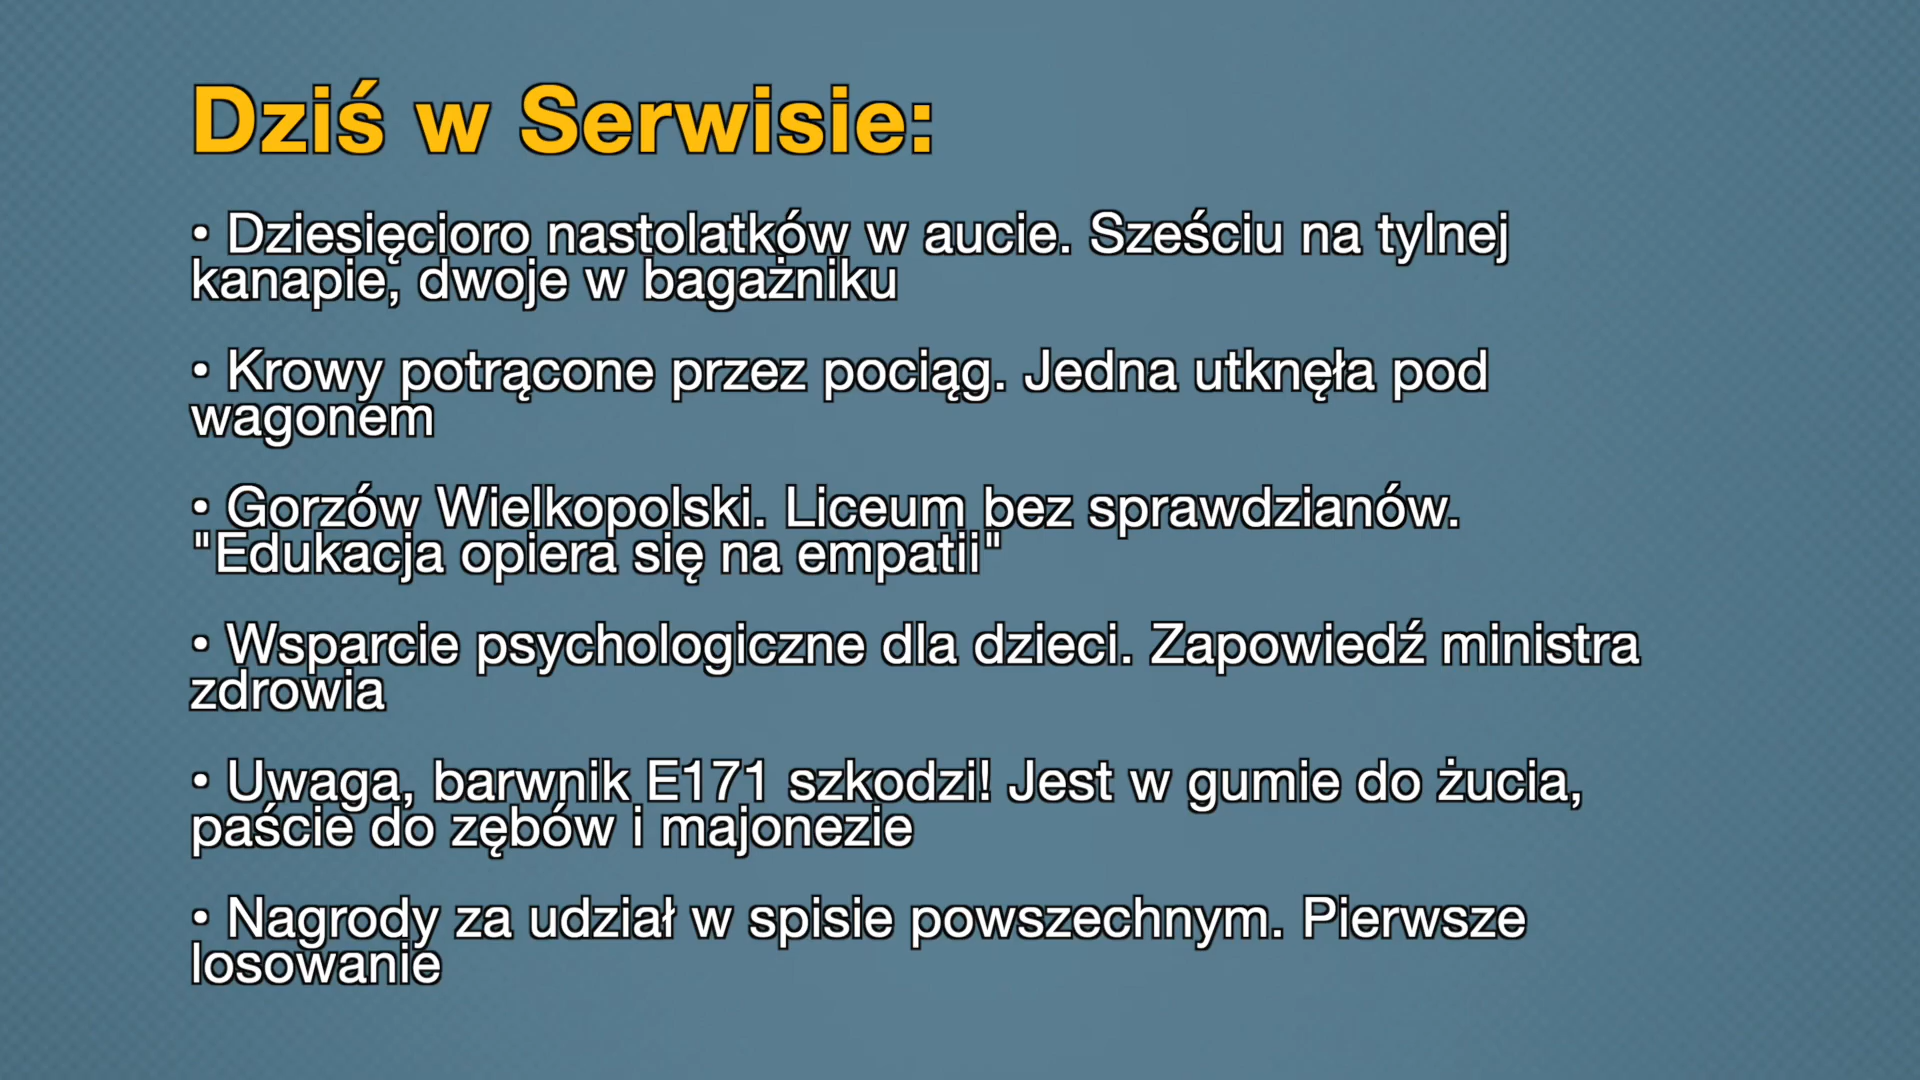 Dziś w Serwisie:
• Dziesięcioro nastolatków w aucie. Sześciu na tylnej
kanapie, dwoje w bagażniku
• Krowy potrącone przez pociąg. Jedna utknęła pod
wagonem
• Gorzów Wielkopolski. Liceum bez sprawdzianów.
"Edukacja opiera się na empatii"
• Wsparcie psychologiczne dla dzieci. Zapowiedź ministra
zdrowia
• Uwaga, barwnik E171 szkodzi! Jest w gumie do żucia,
paście do zębów i majonezie
• Nagrody za udział w spisie powszechnym. Pierwsze
losowanie